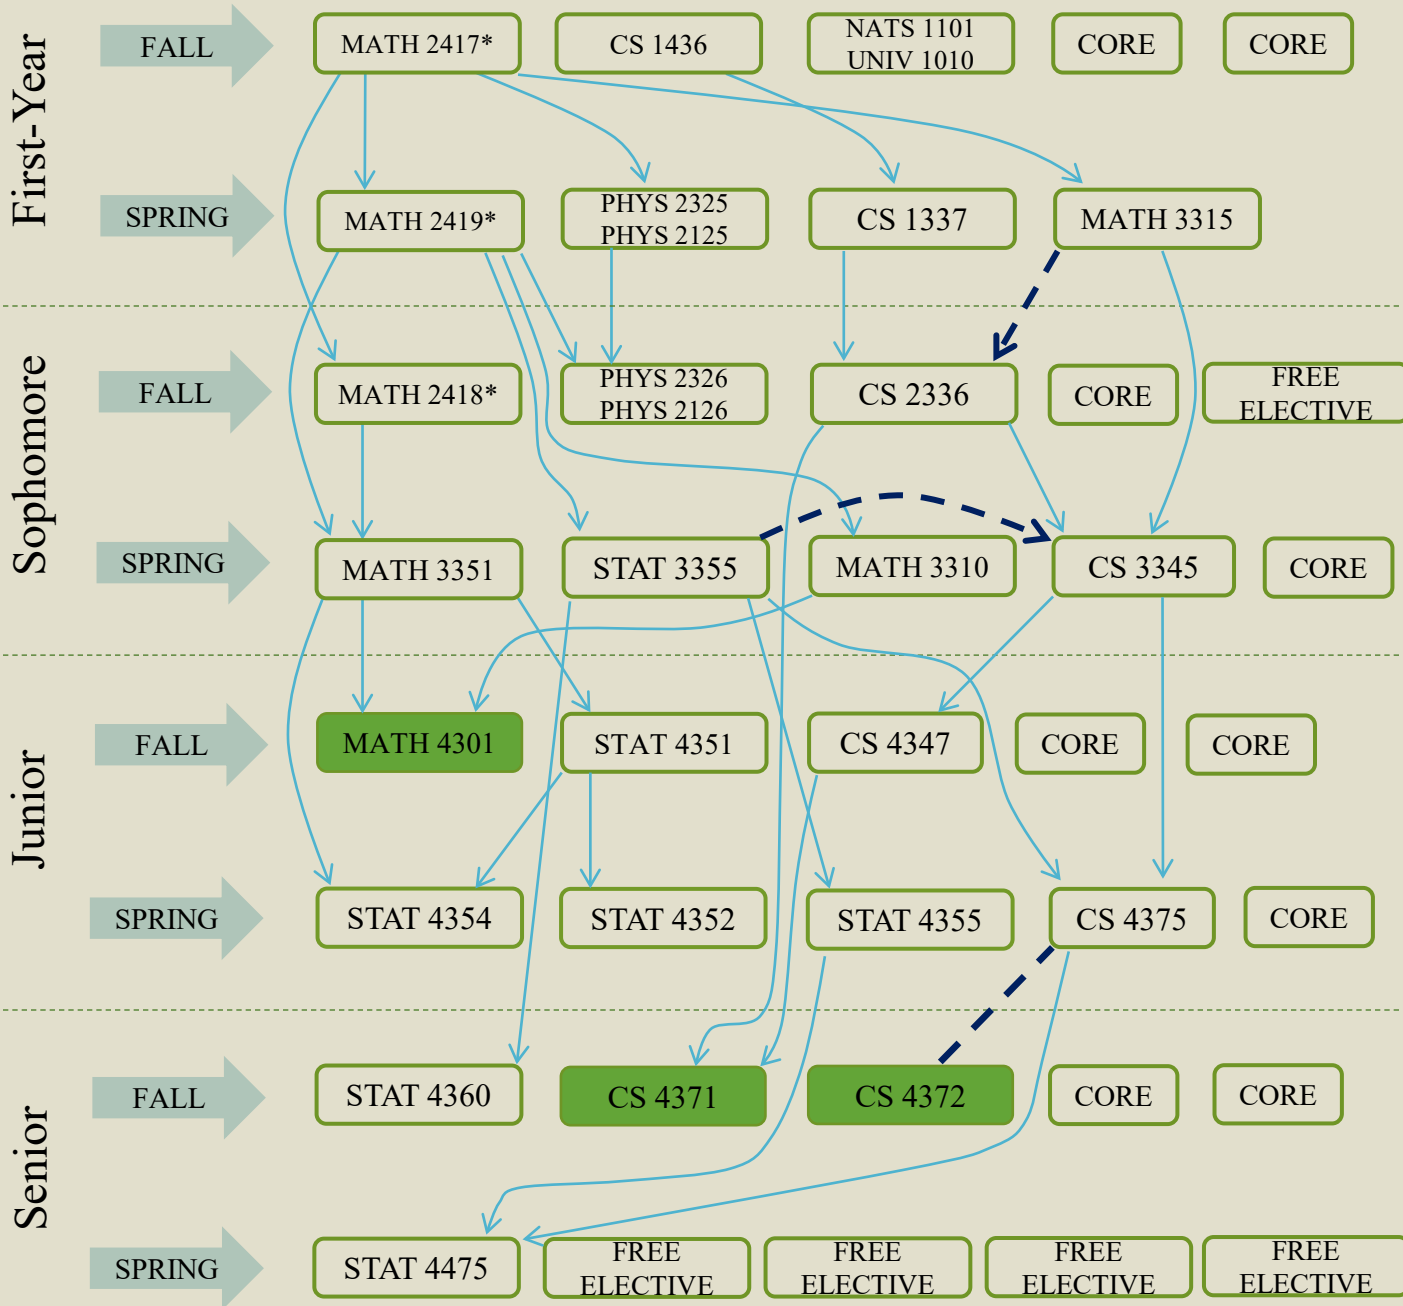 First-Year
FALL
MATH 2417*
CS 1436
NATS 1101
UNIV 1010
CORE
CORE
SPRING
MATH 2419*
PHYS 2325
PHYS 2125
CS 1337
MATH 3315
Sophomore
FALL
MATH 2418*
PHYS 2326
PHYS 2126
CS 2336
CORE
FREE
ELECTIVE
SPRING
MATH 3351
STAT 3355
MATH 3310
CS 3345
CORE
Junior
FALL
MATH 4301
STAT 4351
CS 4347
CORE
CORE
SPRING
STAT 4354
STAT 4352
STAT 4355
CS 4375
CORE
Senior
FALL
STAT 4360
CS 4371
CS 4372
CORE
CORE
SPRING
STAT 4475
FREE
ELECTIVE
FREE
ELECTIVE
FREE
ELECTIVE
FREE
ELECTIVE